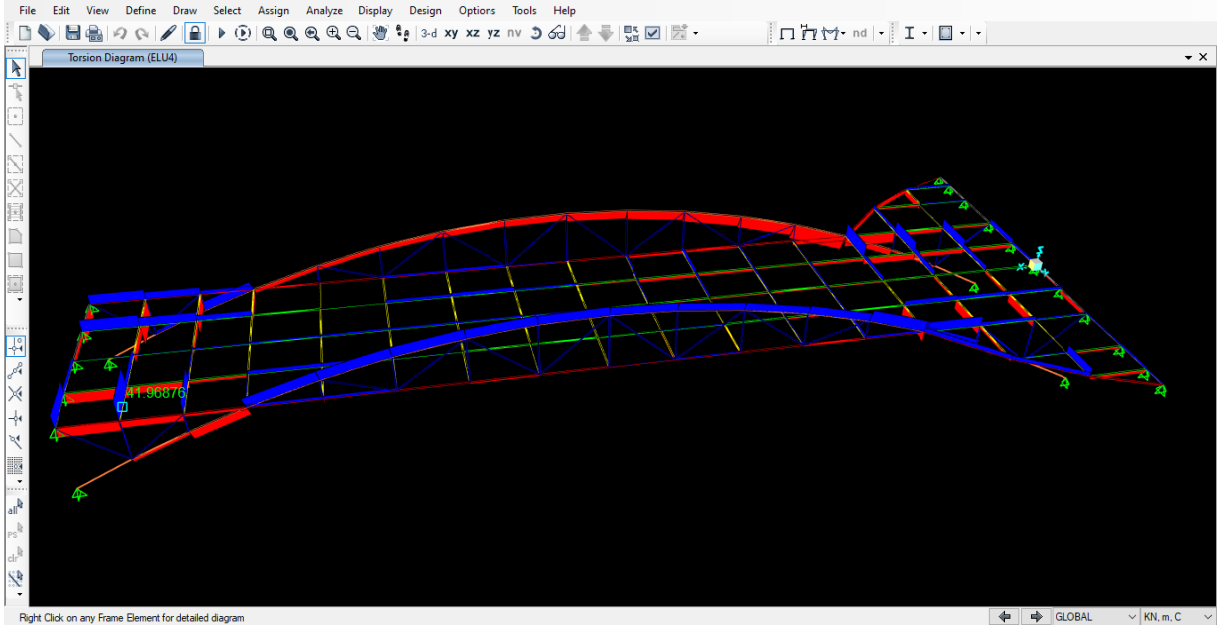 File Edit View Define Draw Select Assign Analyze Display Design Options Tools Help
3-d xy xz yz nv nd
Torsion Diagram (ELU4)
all
ps
clr
41.96876
Right Click on any Frame Element for detailed diagram
GLOBAL
KN, m, C